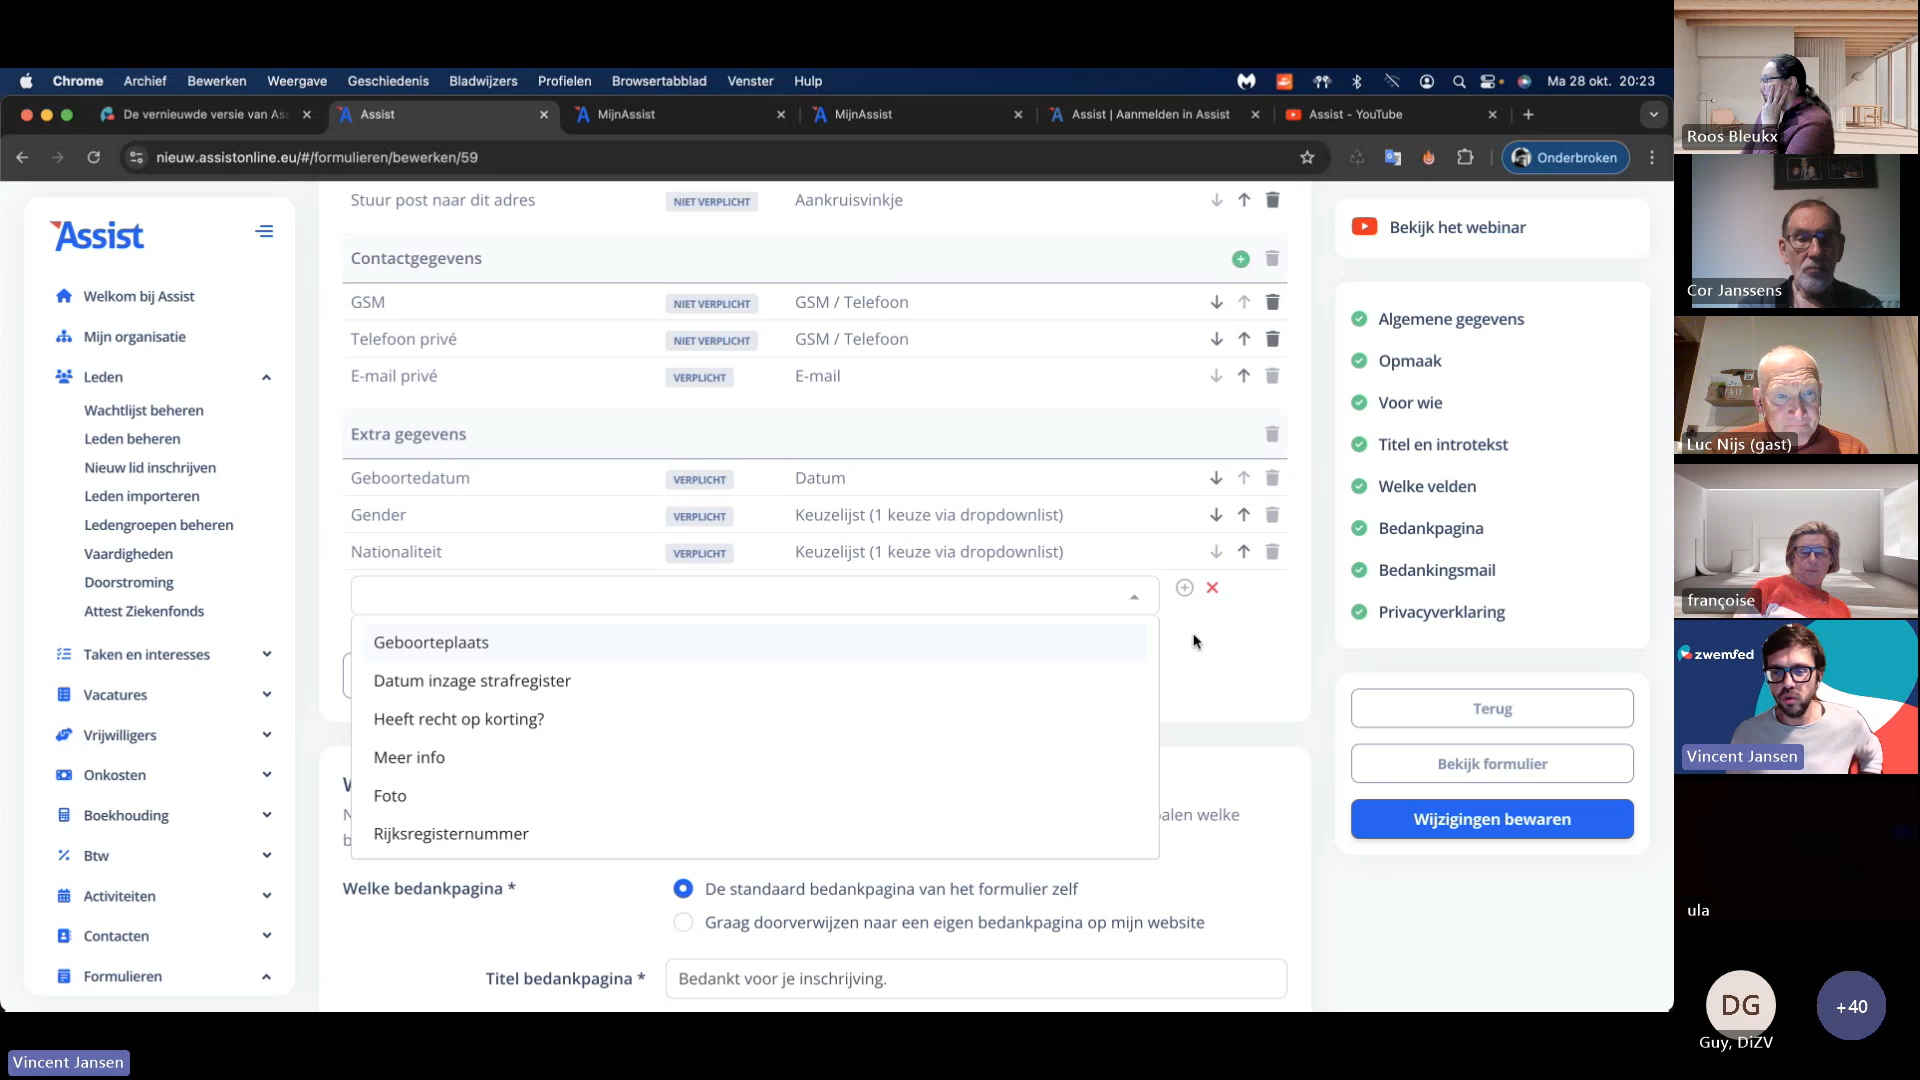 Chrome Archief Bewerken Weergave Geschiedenis Bladwijzers Profielen Browsertabblad Venster Hulp Ma 28 okt. 20:23
De vernieuwde versie van Ass Assist MijnAssist MijnAssist Assist | Aanmelden in Assist Assist - YouTube
nieuw.assistonline.eu/#/formulieren/bewerken/59 Onderbroken
Assist
Welkom bij Assist
Mijn organisatie
Leden
Wachtlijst beheren
Leden beheren
Nieuw lid inschrijven
Leden importeren
Ledengroepen beheren
Vaardigheden
Doorstroming
Attest Ziekenfonds
Taken en interesses
Vacatures
Vrijwilligers
Onkosten
Boekhouding
Btw
Activiteiten
Contacten
Formulieren
Stuur post naar dit adres NIET VERPLICHT Aankruisvinkje
Contactgegevens
GSM NIET VERPLICHT GSM / Telefoon
Telefoon privé NIET VERPLICHT GSM / Telefoon
E-mail privé VERPLICHT E-mail
Extra gegevens
Geboortedatum VERPLICHT Datum
Gender VERPLICHT Keuzelijst (1 keuze via dropdownlist)
Nationaliteit VERPLICHT Keuzelijst (1 keuze via dropdownlist)
Geboorteplaats
Datum inzage strafregister
Heeft recht op korting?
Meer info
Foto
Rijksregisternummer
alen welke
Welke bedankpagina *
De standaard bedankpagina van het formulier zelf
Graag doorverwijzen naar een eigen bedankpagina op mijn website
Titel bedankpagina * Bedankt voor je inschrijving.
Bekijk het webinar
Algemene gegevens
Opmaak
Voor wie
Titel en introtekst
Welke velden
Bedankpagina
Bedankingsmail
Privacyverklaring
Terug
Bekijk formulier
Wijzigingen bewaren
Roos Bleukx
Cor Janssens
Luc Nijs (gast)
françoise
zwemfed
Vincent Jansen
ula
DG
Guy, DiZV
+40
Vincent Jansen